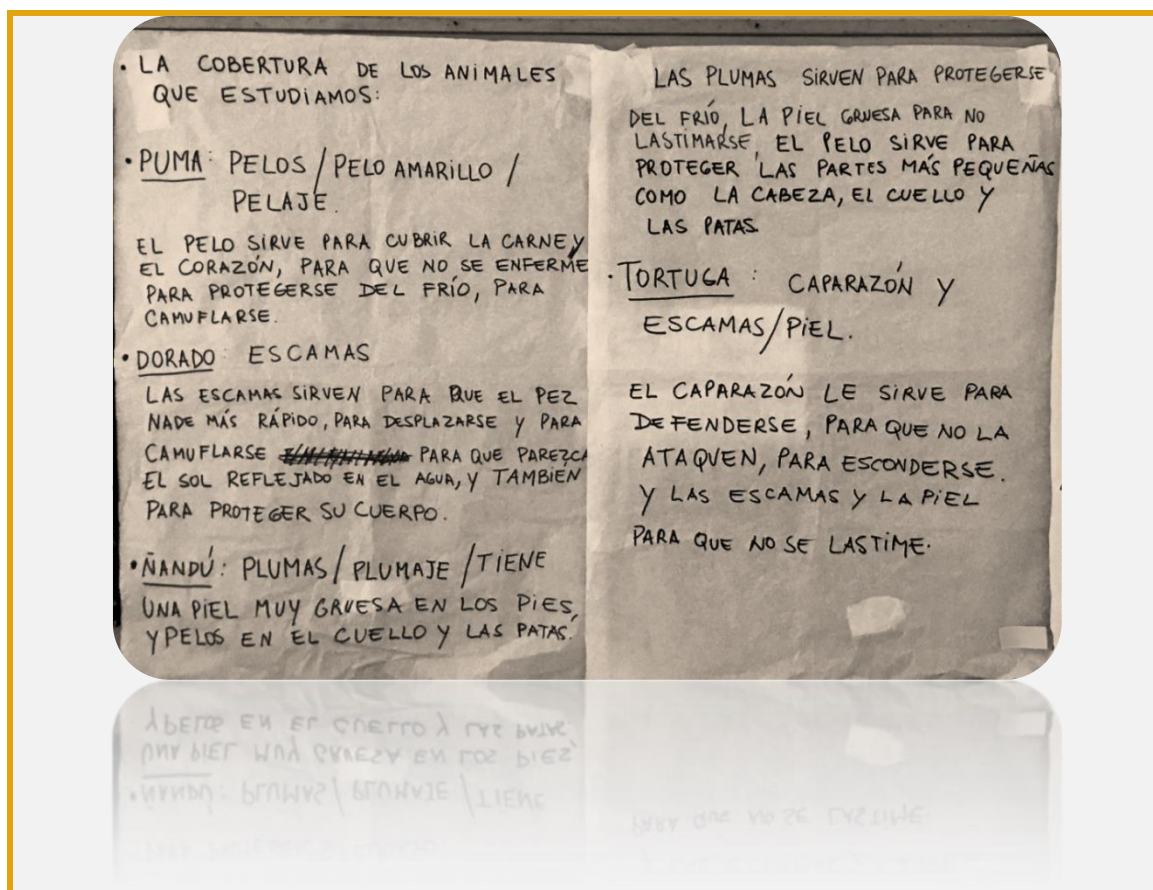 • LA COBERTURA DE LOS ANIMALES
QUE ESTUDIAMOS:
• PUMA: PELOS / PELO AMARILLO /
PELAJE.
EL PELO SIRVE PARA CUBRIR LA CARNE Y
EL CORAZÓN, PARA QUE NO SE ENFERME
PARA PROTEGERSE DEL FRÍO, PARA
CAMUFLARSE.
• DORADO: ESCAMAS
LAS ESCAMAS SIRVEN PARA QUE EL PEZ
NADE MÁS RÁPIDO, PARA DESPLAZARSE Y PARA
CAMUFLARSE PARA QUE PAREZCA
EL SOL REFLEJADO EN EL AGUA, Y TAMBIEN
PARA PROTEGER SU CUERPO.
• ÑANDÚ: PLUMAS / PLUMAJE / TIENE
UNA PIEL MUY GRUESA EN LOS PIES,
Y PELOS EN EL CUELLO Y LAS PATAS.
LAS PLUMAS SIRVEN PARA PROTEGERSE
DEL FRÍO, LA PIEL GRUESA PARA NO
LASTIMARSE, EL PELO SIRVE PARA
PROTEGER LAS PARTES MÁS PEQUEÑAS
COMO LA CABEZA, EL CUELLO Y
LAS PATAS.
• TORTUGA: CAPARAZÓN Y
ESCAMAS/PIEL.
EL CAPARAZÓN LE SIRVE PARA
DEFENDERSE, PARA QUE NO LA
ATAQUEN, PARA ESCONDERSE.
Y LAS ESCAMAS Y LA PIEL
PARA QUE NO SE LASTIME.